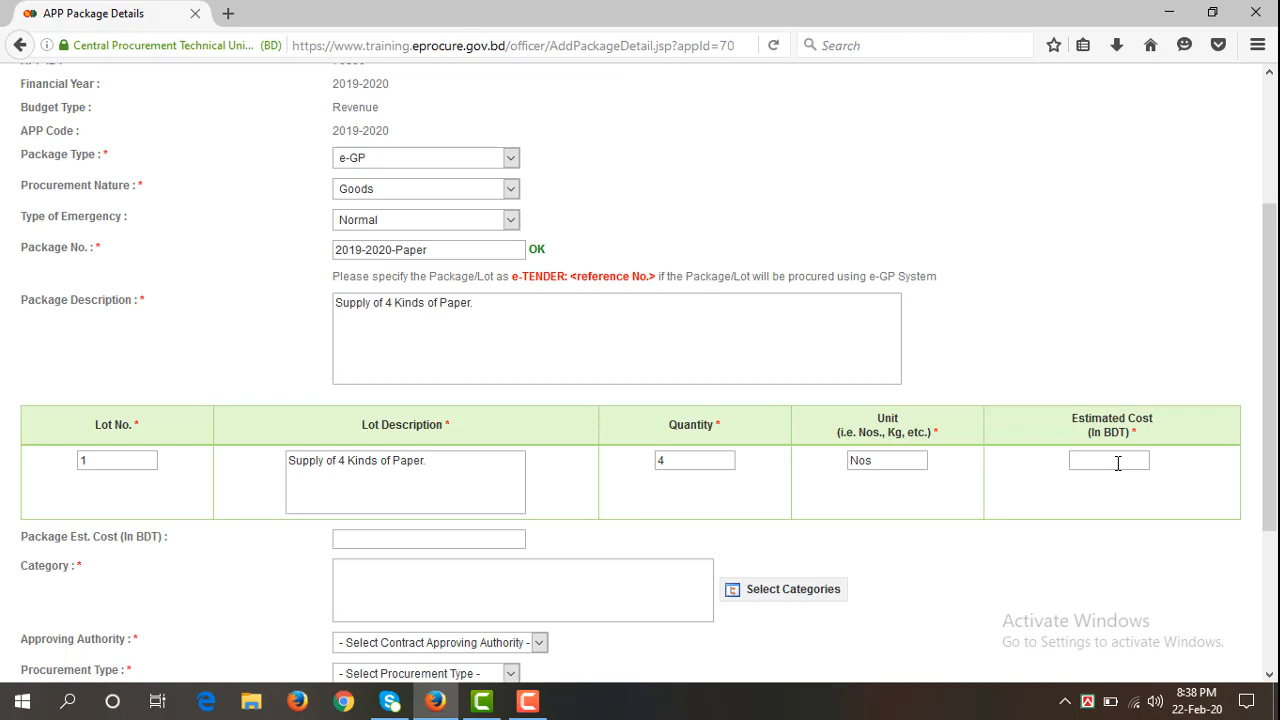 APP Package Details
Central Procurement Technical Uni... (BD)
https://www.training.eprocure.gov.bd/officer/AddPackageDetail.jsp?appId=70
Search
Financial Year :
2019-2020
Budget Type :
Revenue
APP Code :
2019-2020
Package Type : *
e-GP
Procurement Nature : *
Goods
Type of Emergency :
Normal
Package No. : *
2019-2020-Paper
OK
Please specify the Package/Lot as e-TENDER: <reference No.> if the Package/Lot will be procured using e-GP System
Package Description : *
Supply of 4 Kinds of Paper.
Lot No. *
Lot Description *
Quantity *
Unit
(i.e. Nos., Kg, etc.) *
Estimated Cost
(In BDT) *
1
Supply of 4 Kinds of Paper.
4
Nos
Package Est. Cost (In BDT) :
Category : *
Select Categories
Activate Windows
Go to Settings to activate Windows.
Approving Authority : *
- Select Contract Approving Authority -
Procurement Type : *
- Select Procurement Type -
8:38 PM
22-Feb-20